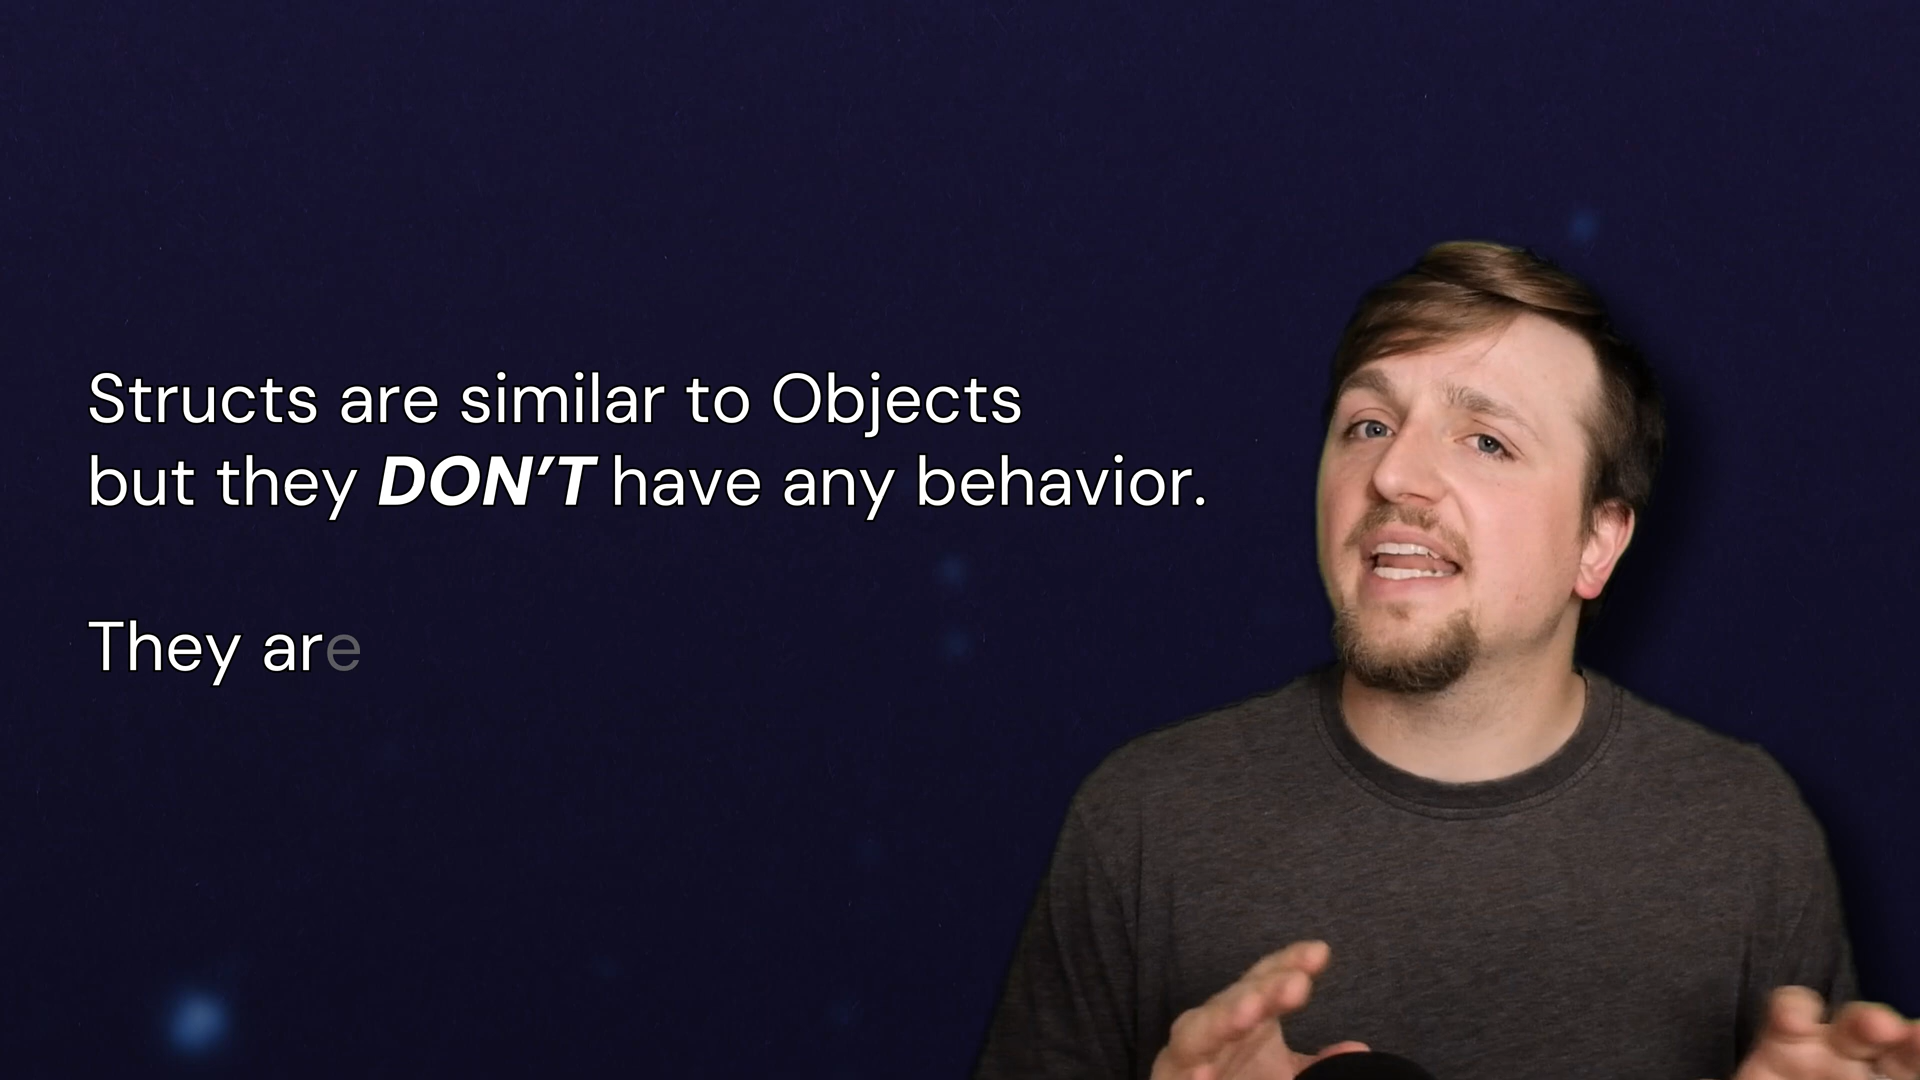 Structs are similar to Objects
but they DON’T have any behavior.
They are